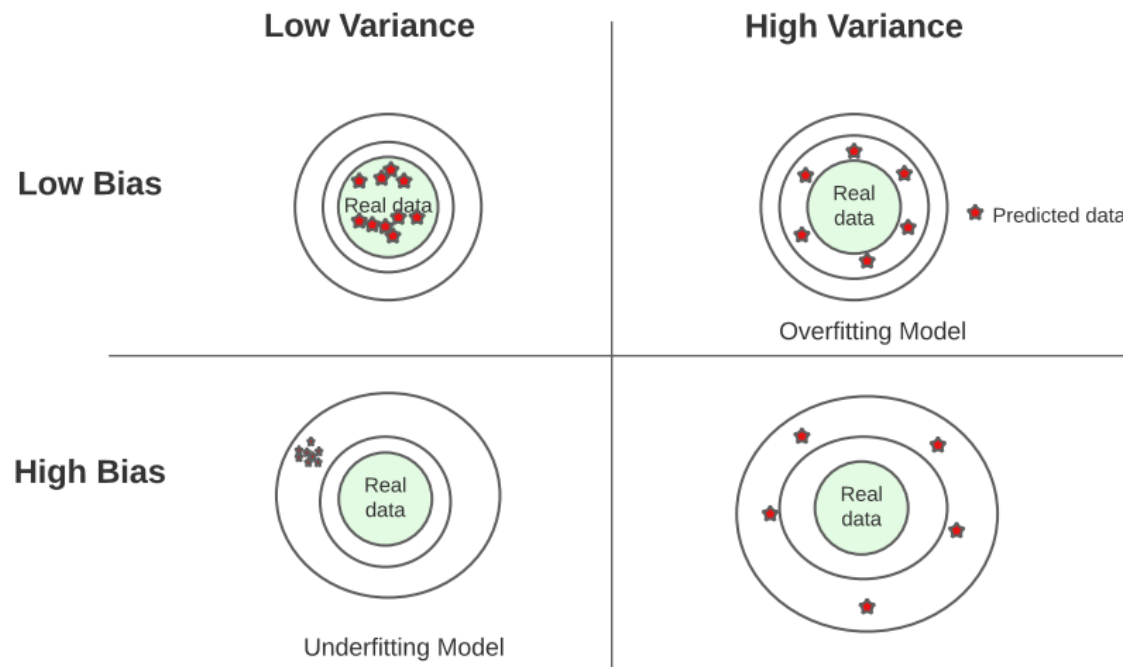 Low Variance
High Variance
Low Bias
Real data
Real
data
Predicted data
Overfitting Model
High Bias
Real
data
Real
data
Underfitting Model